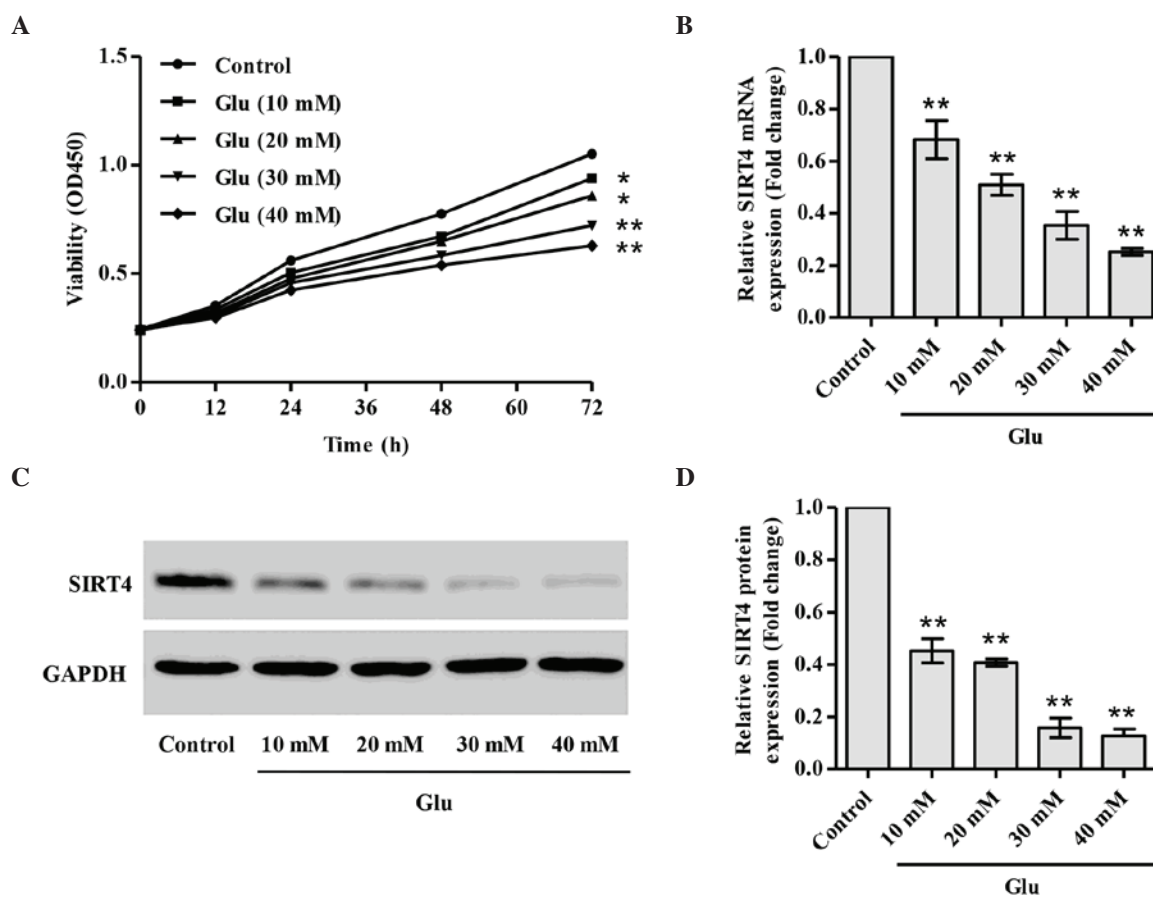 A
Viability (OD450)
1.5
1.0
0.5
0.0
Control
Glu (10 mM)
Glu (20 mM)
Glu (30 mM)
Glu (40 mM)
*
*
**
**
0 12 24 36 48 60 72
Time (h)
B
Relative SIRT4 mRNA
expression (Fold change)
1.0
0.8
0.6
0.4
0.2
0.0
**
**
**
**
Control 10 mM 20 mM 30 mM 40 mM
Glu
C
SIRT4
GAPDH
Control 10 mM 20 mM 30 mM 40 mM
Glu
D
Relative SIRT4 protein
expression (Fold change)
1.0
0.8
0.6
0.4
0.2
0.0
**
**
**
**
Control 10 mM 20 mM 30 mM 40 mM
Glu